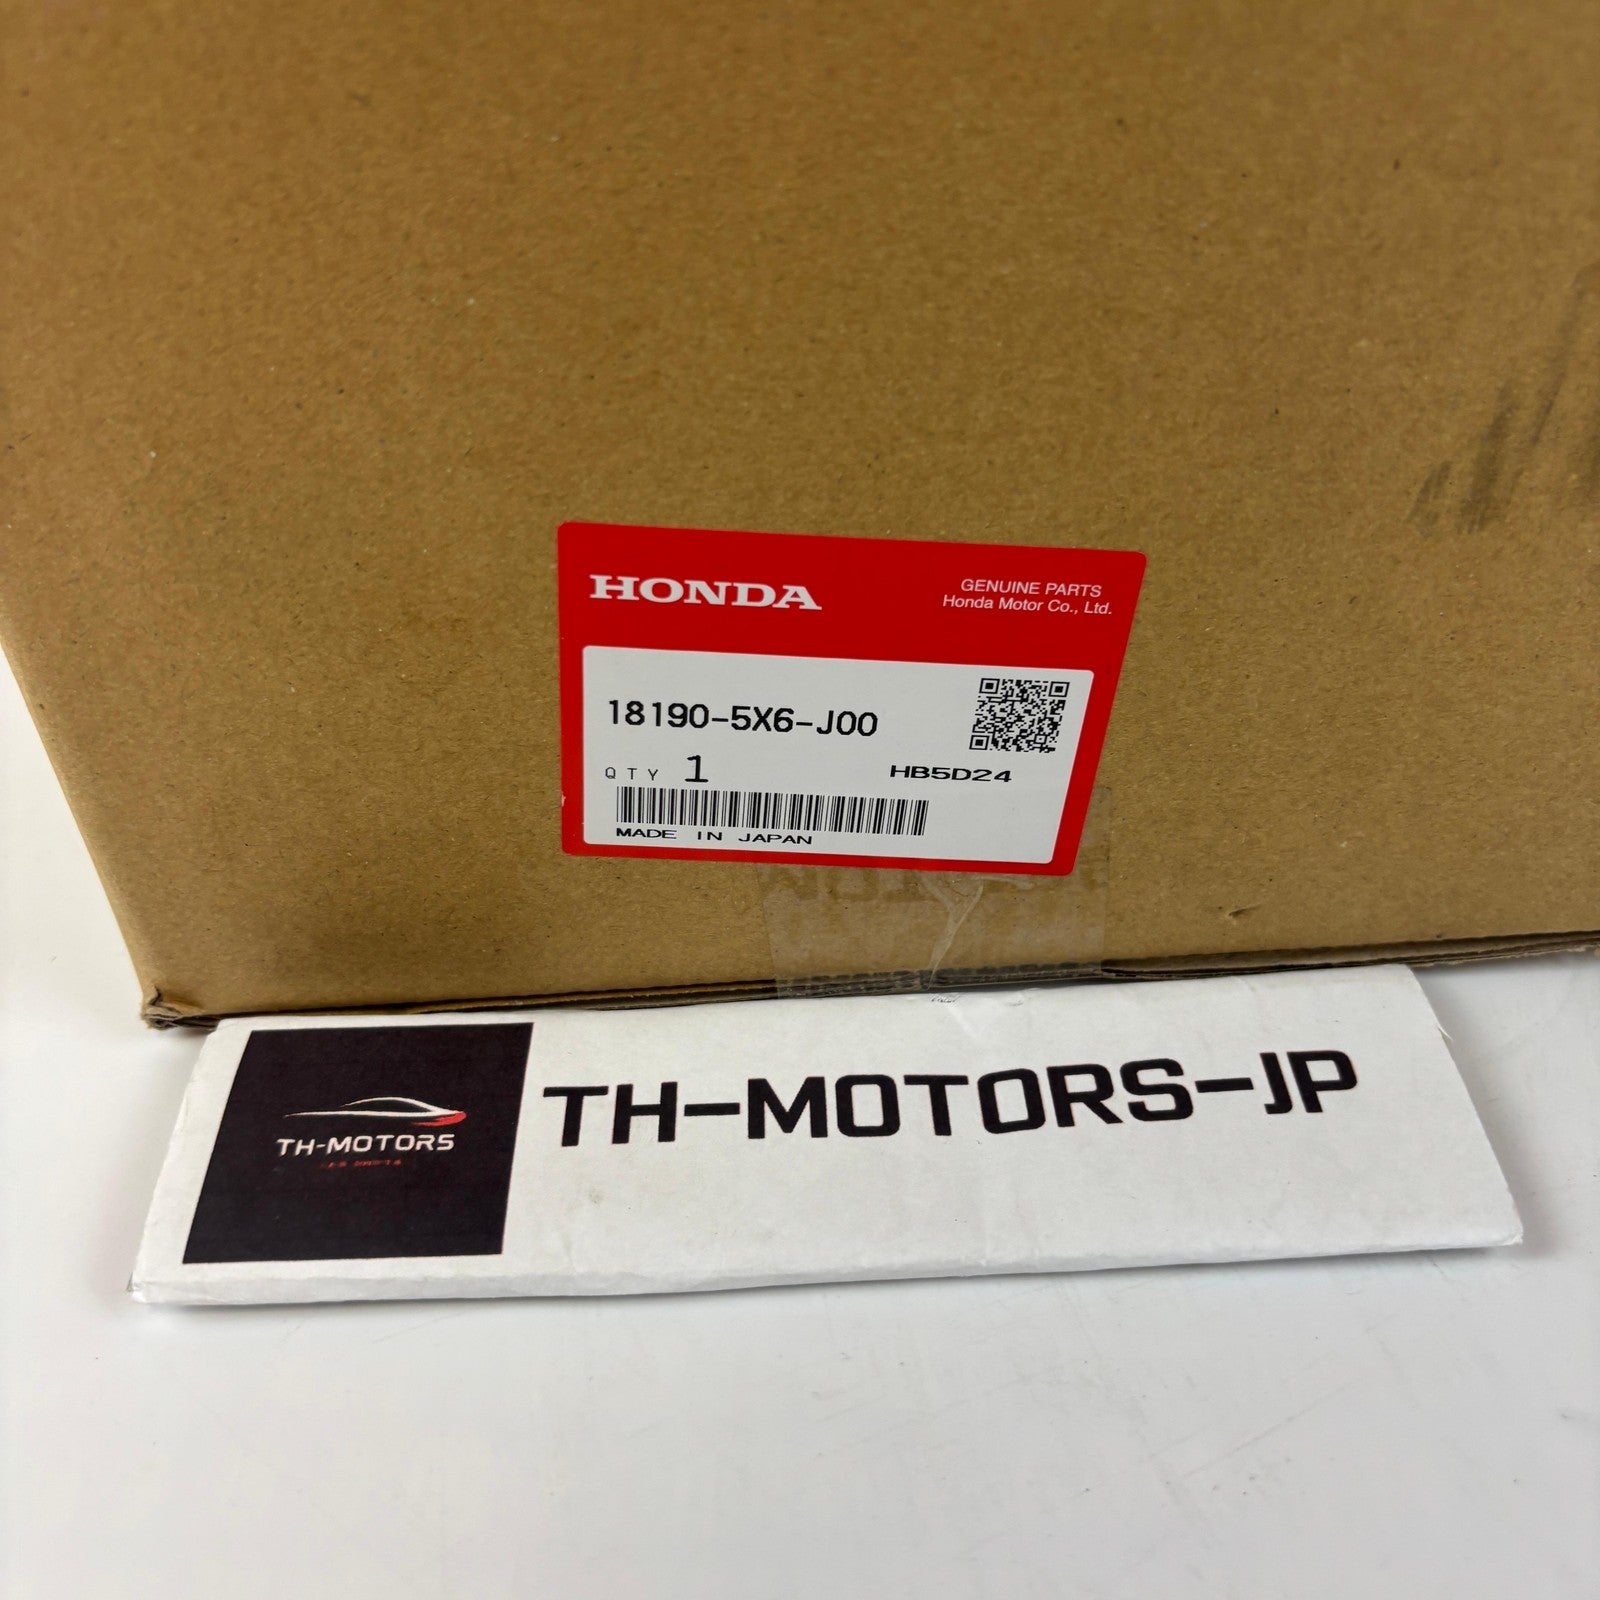 HONDA
GENUINE PARTS
Honda Motor Co., Ltd.
18190-5X6-J00
QTY 1
HB5D24
MADE IN JAPAN
TH-MOTORS-JP
TH-MOTORS